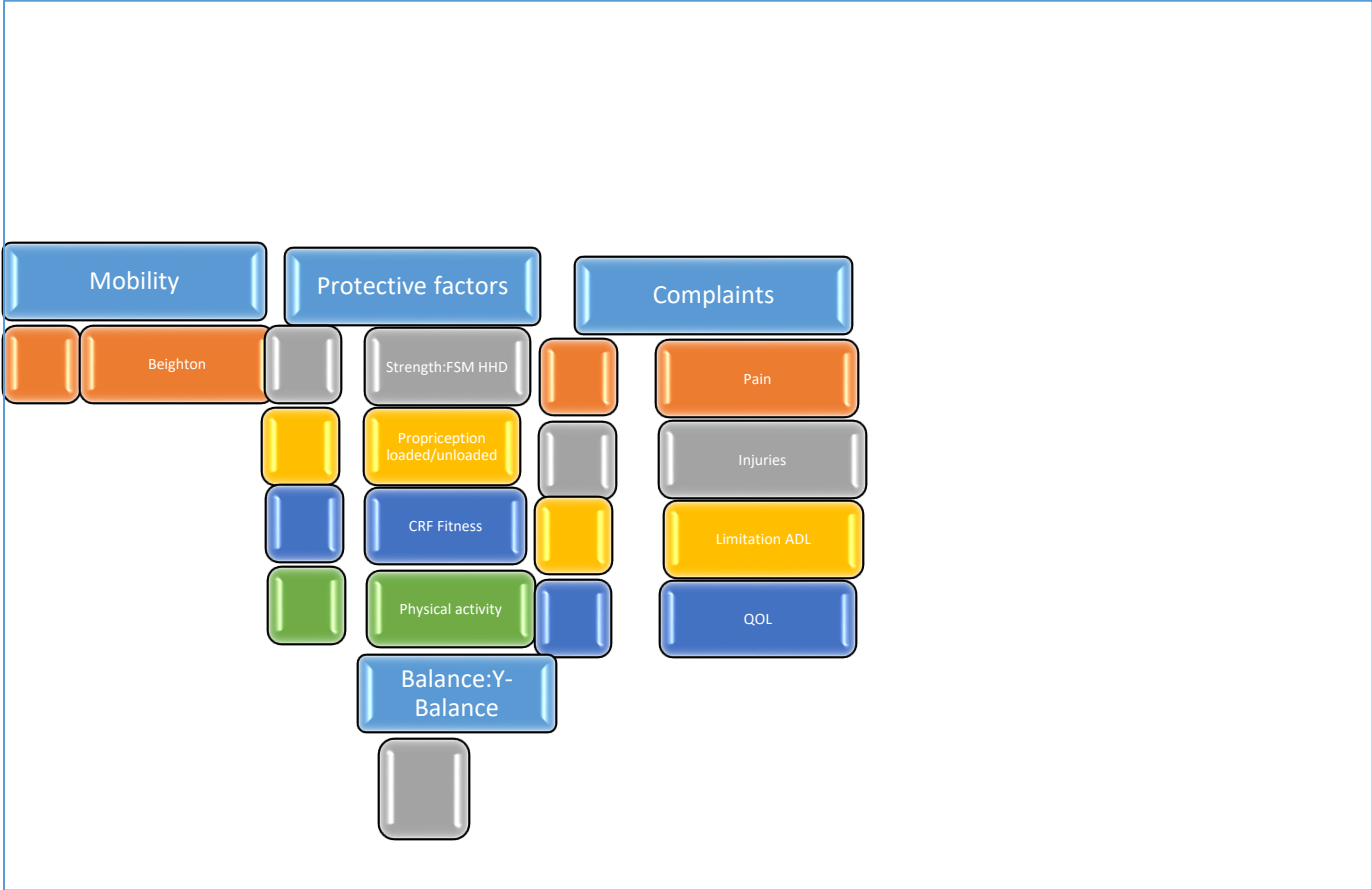 Mobility
Beighton
Protective factors
Strength:FSM HHD
Propriception
loaded/unloaded
CRF Fitness
Physical activity
Balance:Y-
Balance
Complaints
Pain
Injuries
Limitation ADL
QOL